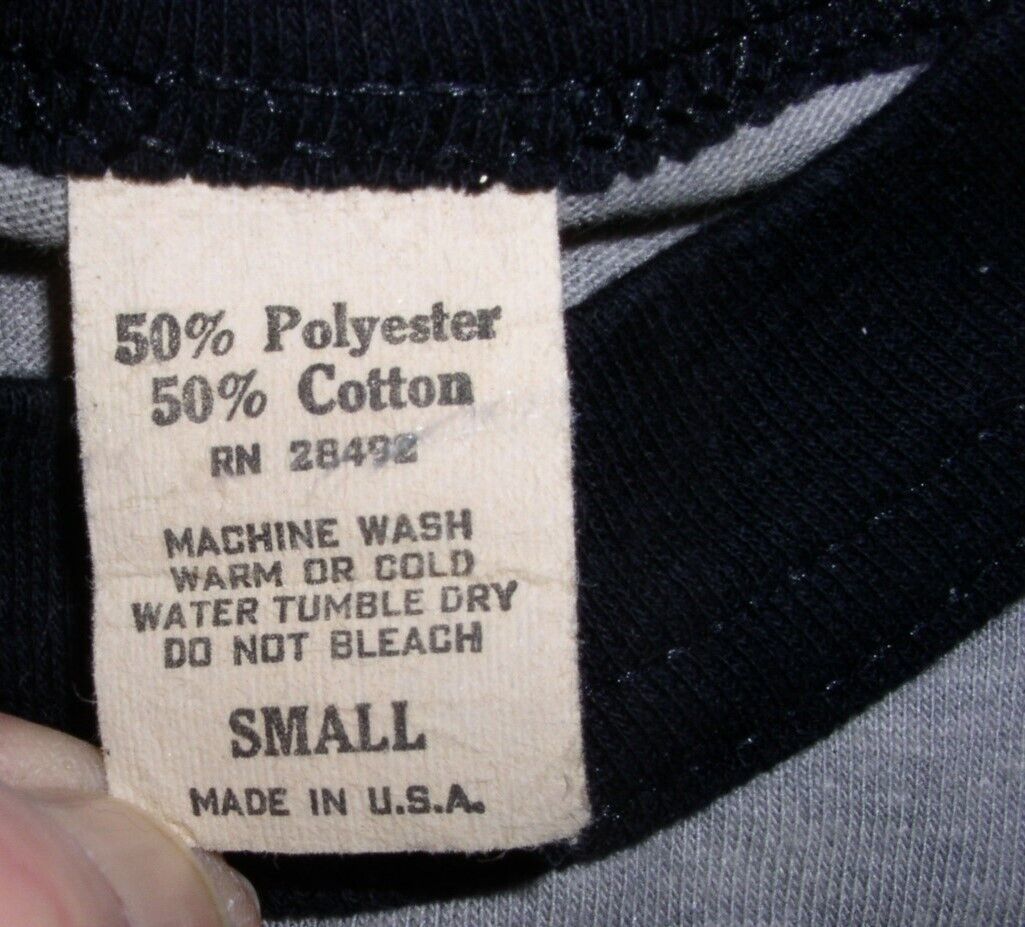 50% Polyester
50% Cotton
RN 28492
MACHINE WASH
WARM OR COLD
WATER TUMBLE DRY
DO NOT BLEACH
SMALL
MADE IN U.S.A.